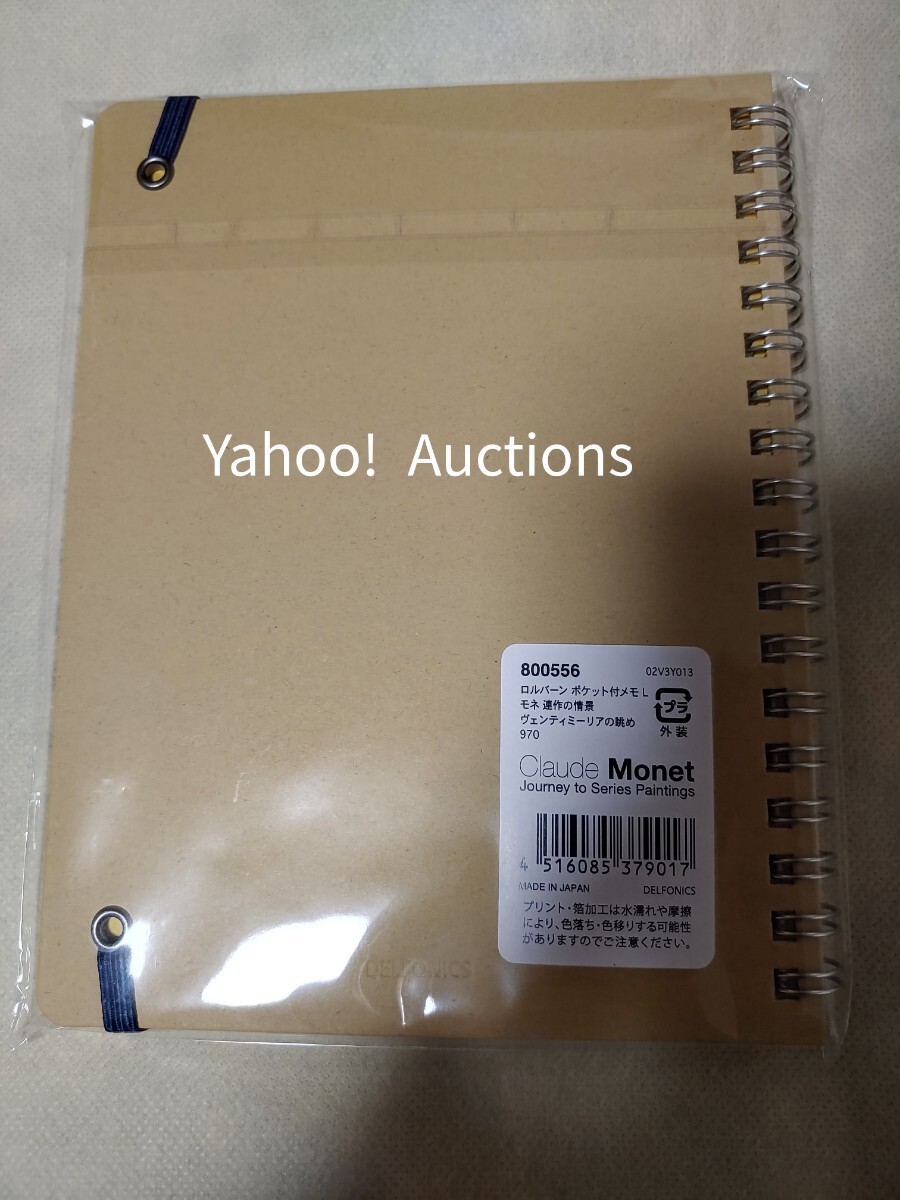 Yahoo! Auctions
800556 02V3Y013
ロルバーン ポケット付メモ L
モネ 連作の情景
ヴェンティミーリアの眺め
970
プラ
外装
Claude Monet
Journey to Series Paintings
4 516085 379017
MADE IN JAPAN DELFONICS
プリント・箔加工は水濡れや摩擦
により、色落ち・色移りする可能性
がありますのでご注意ください。
DELFONICS